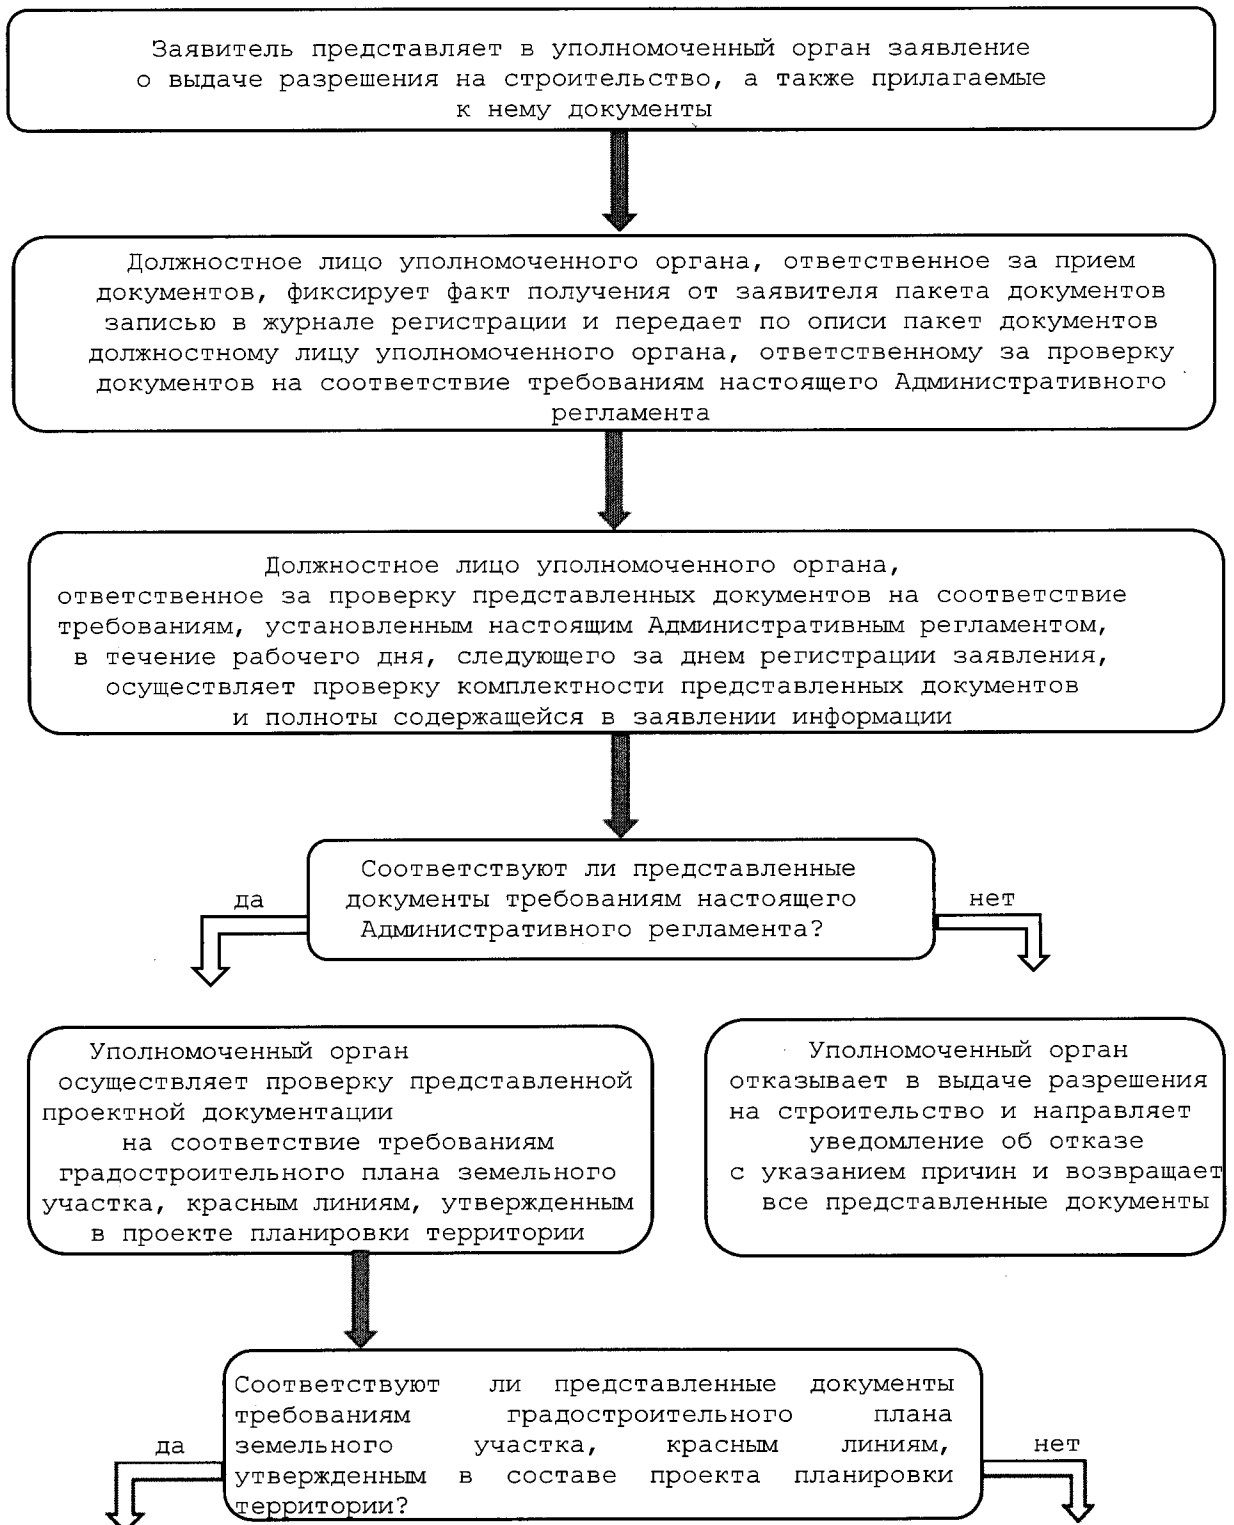 Заявитель представляет в уполномоченный орган заявление
о выдаче разрешения на строительство, а также прилагаемые
к нему документы
Должностное лицо уполномоченного органа, ответственное за прием
документов, фиксирует факт получения от заявителя пакета документов
записью в журнале регистрации и передает по описи пакет документов
должностному лицу уполномоченного органа, ответственному за проверку
документов на соответствие требованиям настоящего Административного
регламента
Должностное лицо уполномоченного органа,
ответственное за проверку представленных документов на соответствие
требованиям, установленным настоящим Административным регламентом,
в течение рабочего дня, следующего за днем регистрации заявления,
осуществляет проверку комплектности представленных документов
и полноты содержащейся в заявлении информации
Соответствуют ли представленные
документы требованиям настоящего
Административного регламента?
да
нет
Уполномоченный орган
осуществляет проверку представленной
проектной документации
на соответствие требованиям
градостроительного плана земельного
участка, красным линиям, утвержденным
в проекте планировки территории
Уполномоченный орган
отказывает в выдаче разрешения
на строительство и направляет
уведомление об отказе
с указанием причин и возвращает
все представленные документы
Соответствуют ли представленные документы
требованиям градостроительного плана
земельного участка, красным линиям,
утвержденным в составе проекта планировки
территории?
да
нет